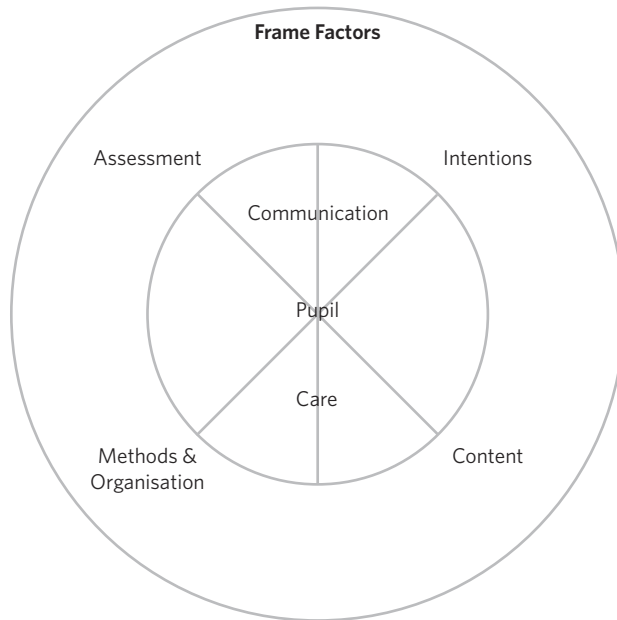 Frame Factors
Assessment
Intentions
Communication
Pupil
Care
Methods &
Organisation
Content